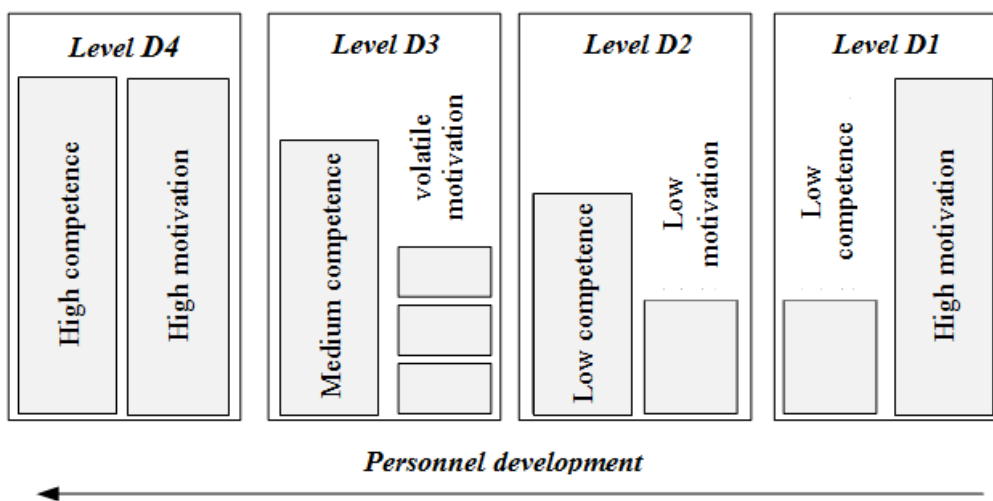 Level D4
High competence
High motivation
Level D3
Medium competence
volatile
motivation
Level D2
Low competence
Low
motivation
Level D1
Low
competence
High motivation
Personnel development